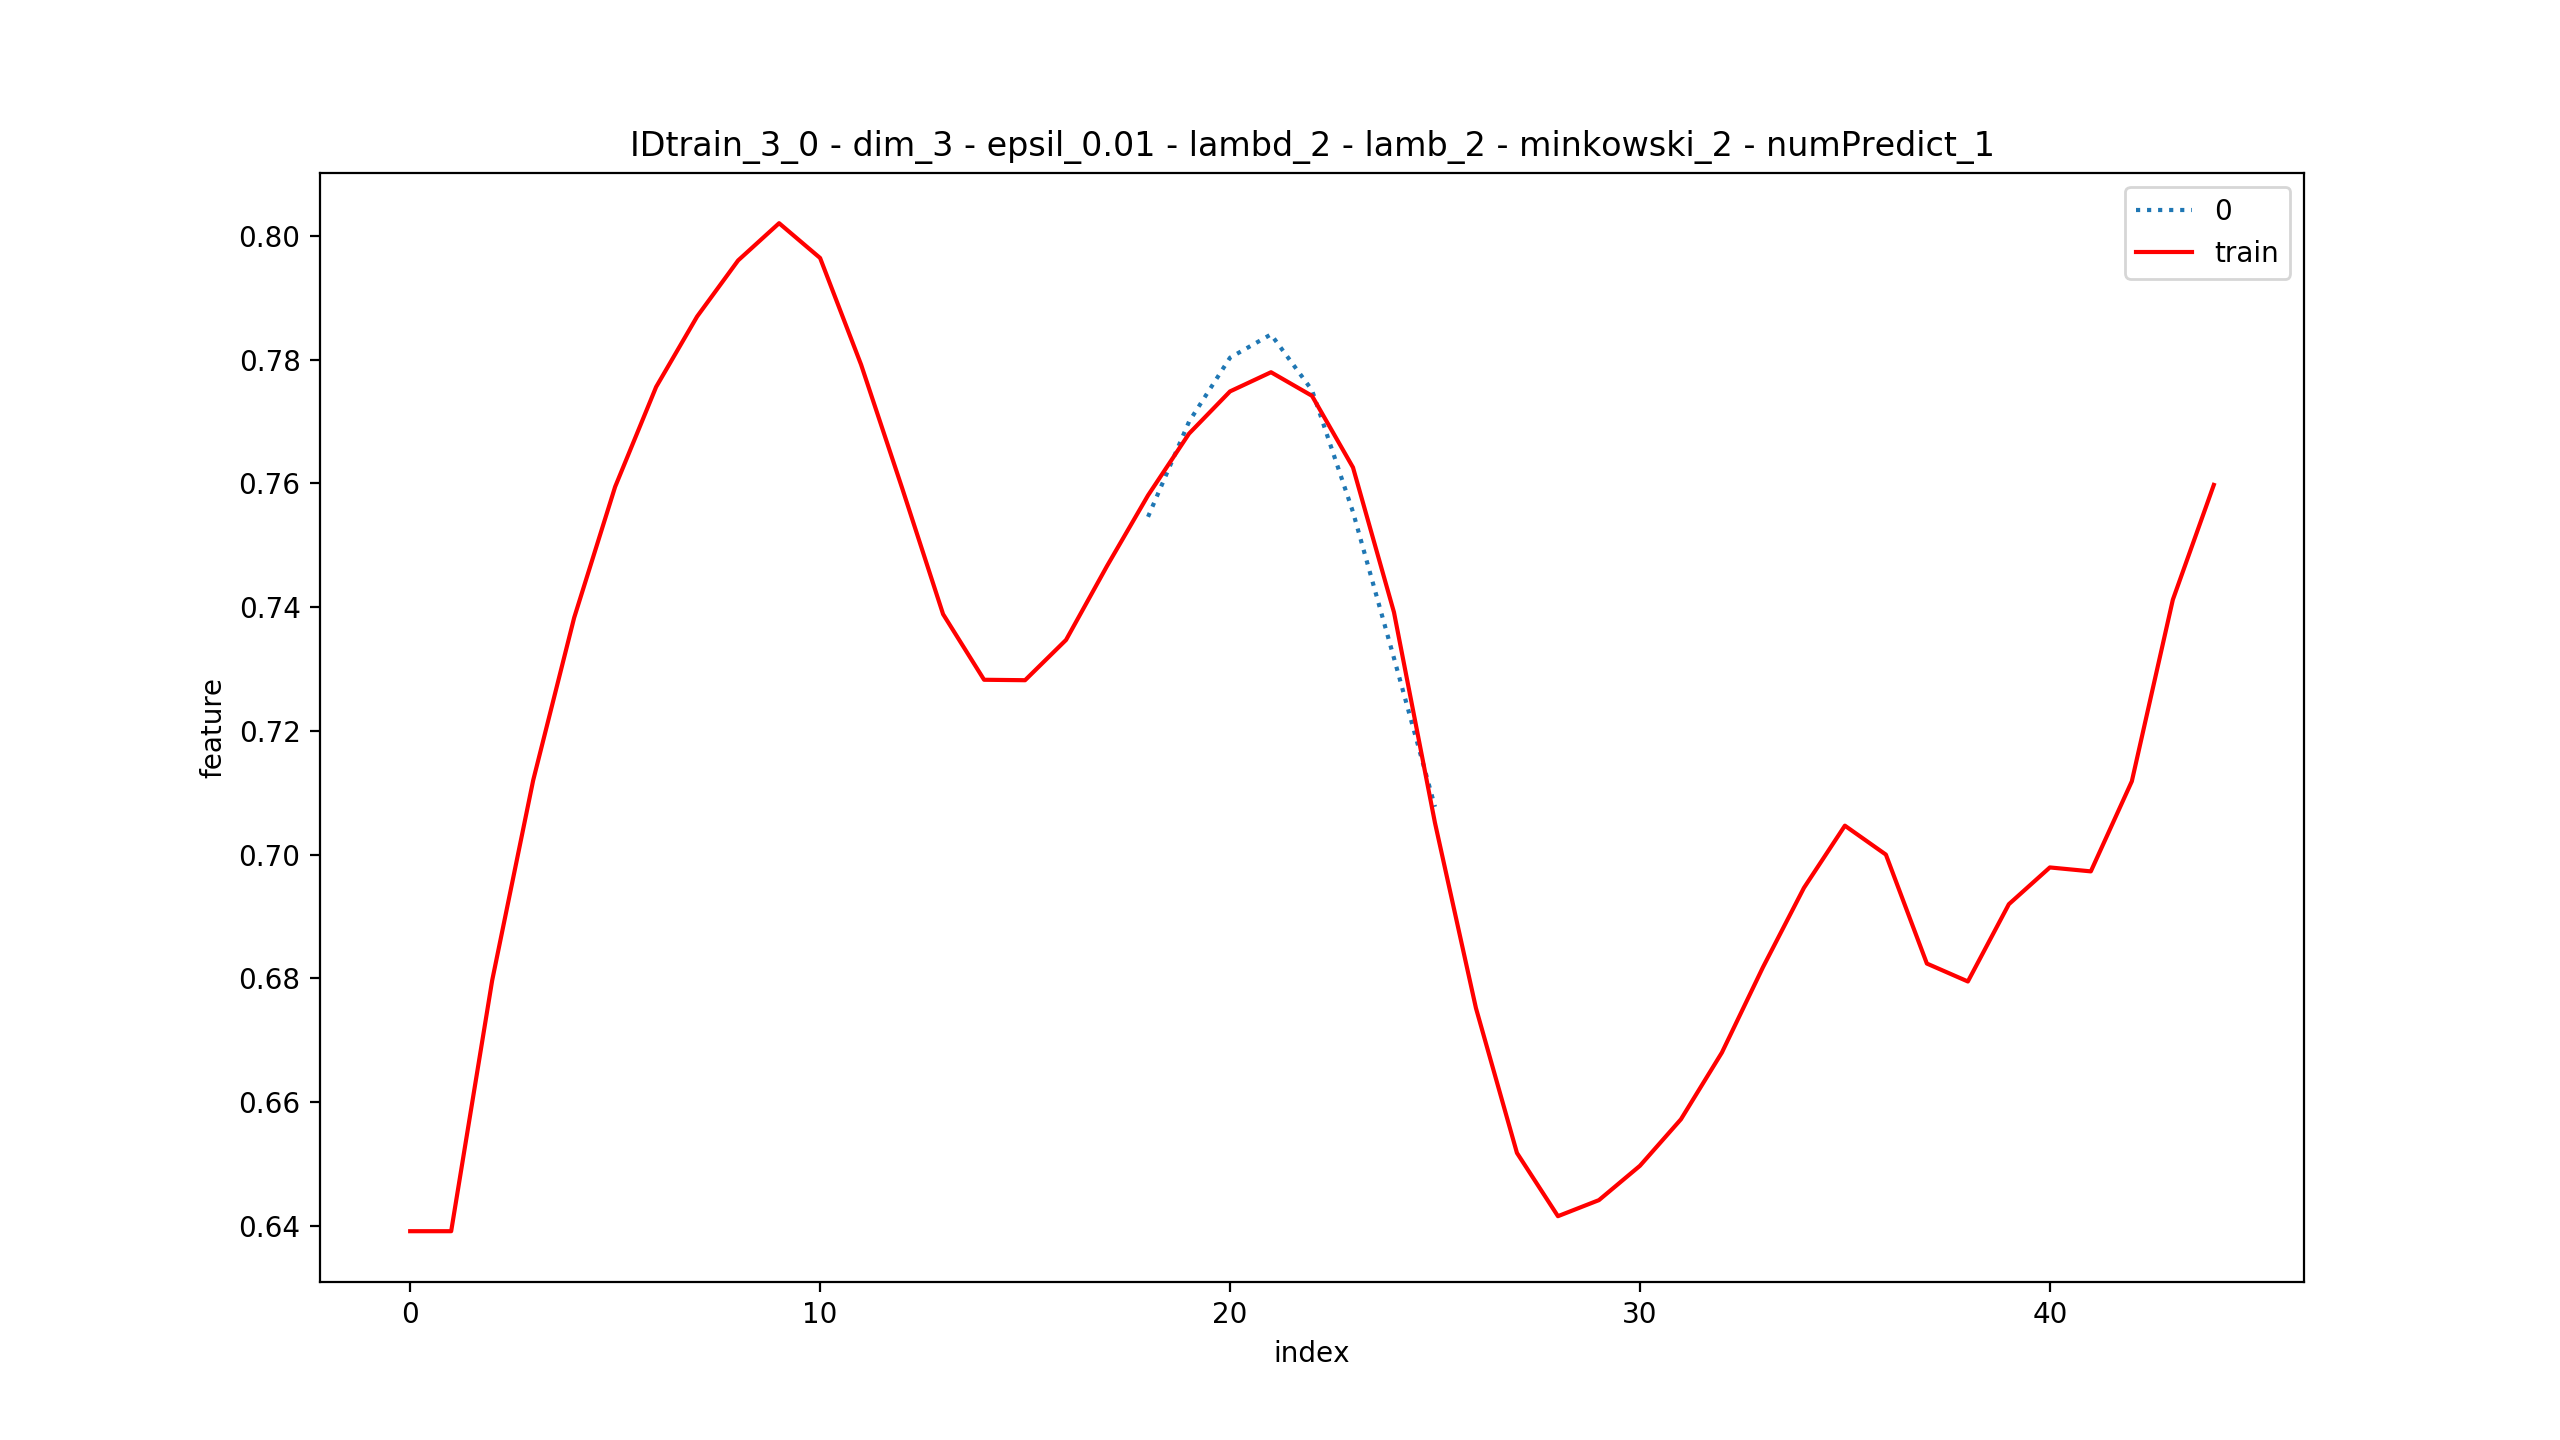 IDtrain_3_0 - dim_3 - epsil_0.01 - lambd_2 - lamb_2 - minkowski_2 - numPredict_1
0
train
0.80
0.78
0.76
0.74
0.72
0.70
0.68
0.66
0.64
feature
0 10 20 30 40
index